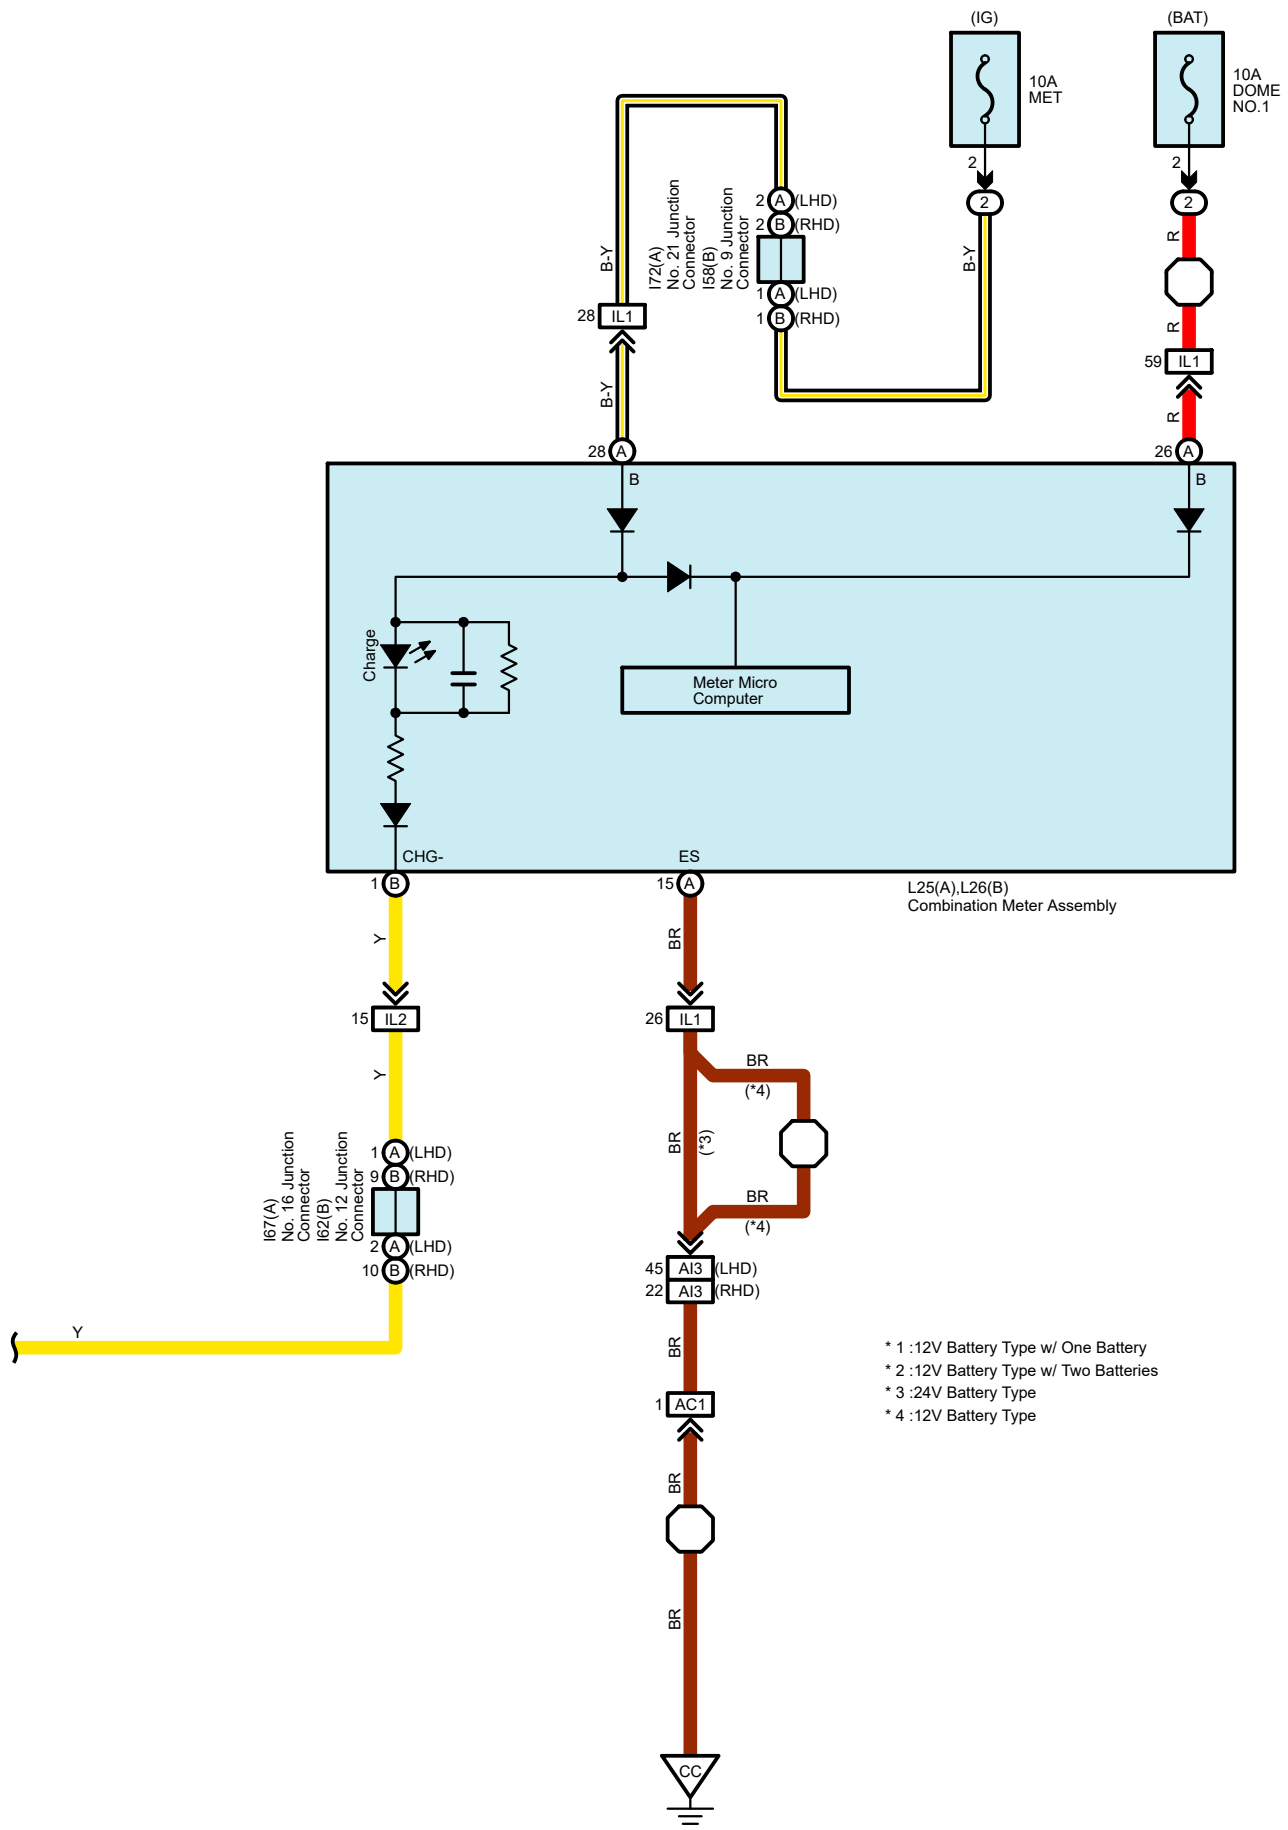 (IG)
(BAT)
10A
MET
10A
DOME
NO.1
2
2
2
2
2 A (LHD)
2 B (RHD)
I72(A)
No. 21 Junction
Connector
I58(B)
No. 9 Junction
Connector
1 A (LHD)
1 B (RHD)
B-Y
B-Y
B-Y
R
R
R
28 IL1
59 IL1
28 A
26 A
B
B
Charge
Meter Micro
Computer
CHG-
ES
1 B
15 A
L25(A),L26(B)
Combination Meter Assembly
Y
BR
15 IL2
26 IL1
Y
BR
(*4)
BR
(*3)
1 A (LHD)
9 B (RHD)
I67(A)
No. 16 Junction
Connector
I62(B)
No. 12 Junction
Connector
2 A (LHD)
10 B (RHD)
BR
(*4)
45 AI3 (LHD)
22 AI3 (RHD)
Y
BR
1 AC1
BR
BR
CC
* 1 :12V Battery Type w/ One Battery
* 2 :12V Battery Type w/ Two Batteries
* 3 :24V Battery Type
* 4 :12V Battery Type